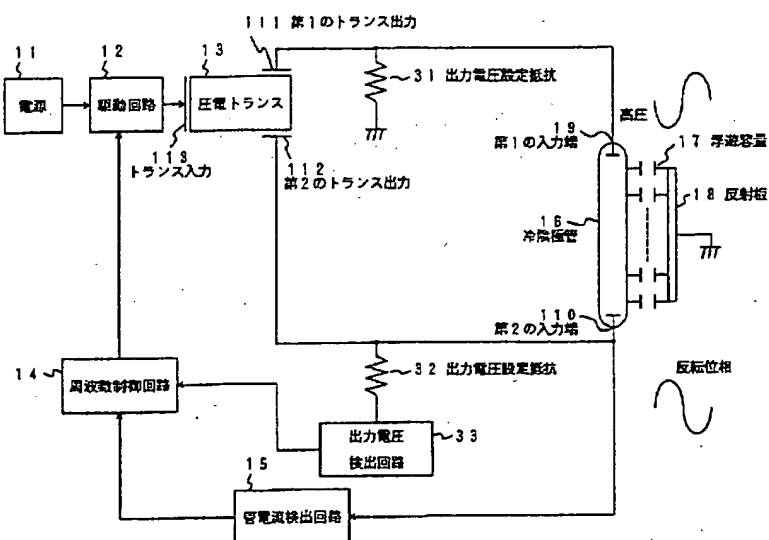 111 第1のトランス出力
11
電源
12
駆動回路
13
圧電トランス
113
トランス入力
112
第2のトランス出力
31 出力電圧設定抵抗
高圧
19
第1の入力端
17 浮遊容量
18 反射板
16
冷陰極管
110
第2の入力端
反転位相
14
周波数制御回路
32 出力電圧設定抵抗
出力電圧
検出回路
33
15
管電流検出回路